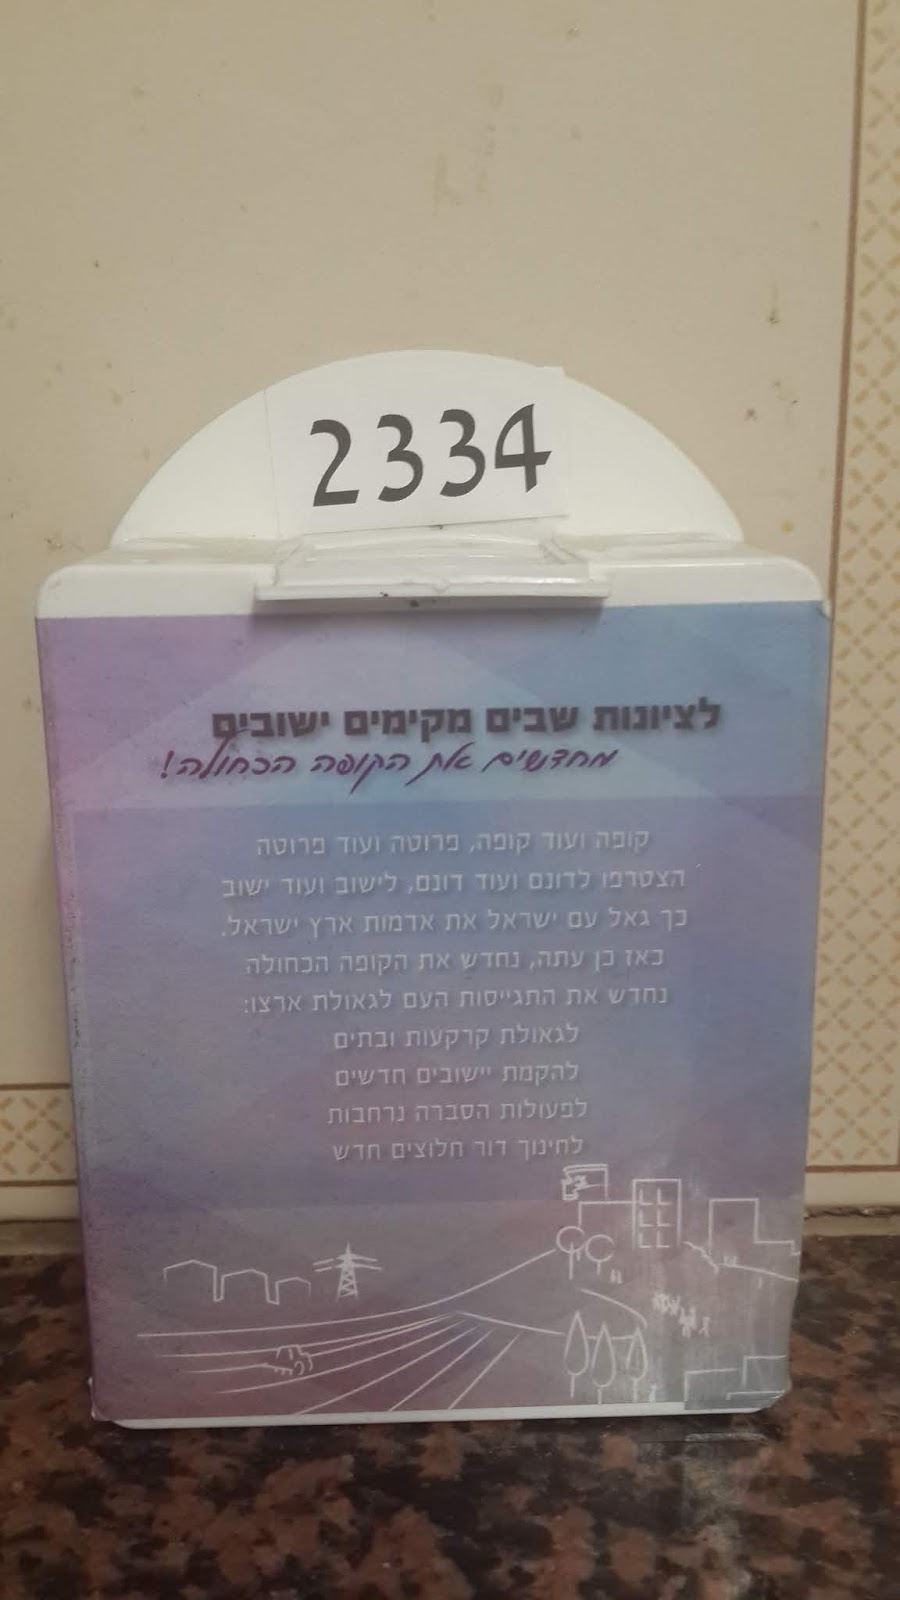 2334
לציונות שבים מקימים ישובים
מחדשים את הקופה הכחולה!
קופה ועוד קופה, פרוטה ועוד פרוטה
הצטרפו לדונם ועוד דונם, לישוב ועוד ישוב
כך גאל עם ישראל את אדמות ארץ ישראל.
כאז כן עתה, נחדש את הקופה הכחולה
נחדש את התגייסות העם לגאולת ארצו:
לגאולת קרקעות ובתים
להקמת יישובים חדשים
לפעולות הסברה נרחבות
לחינוך דור חלוצים חדש